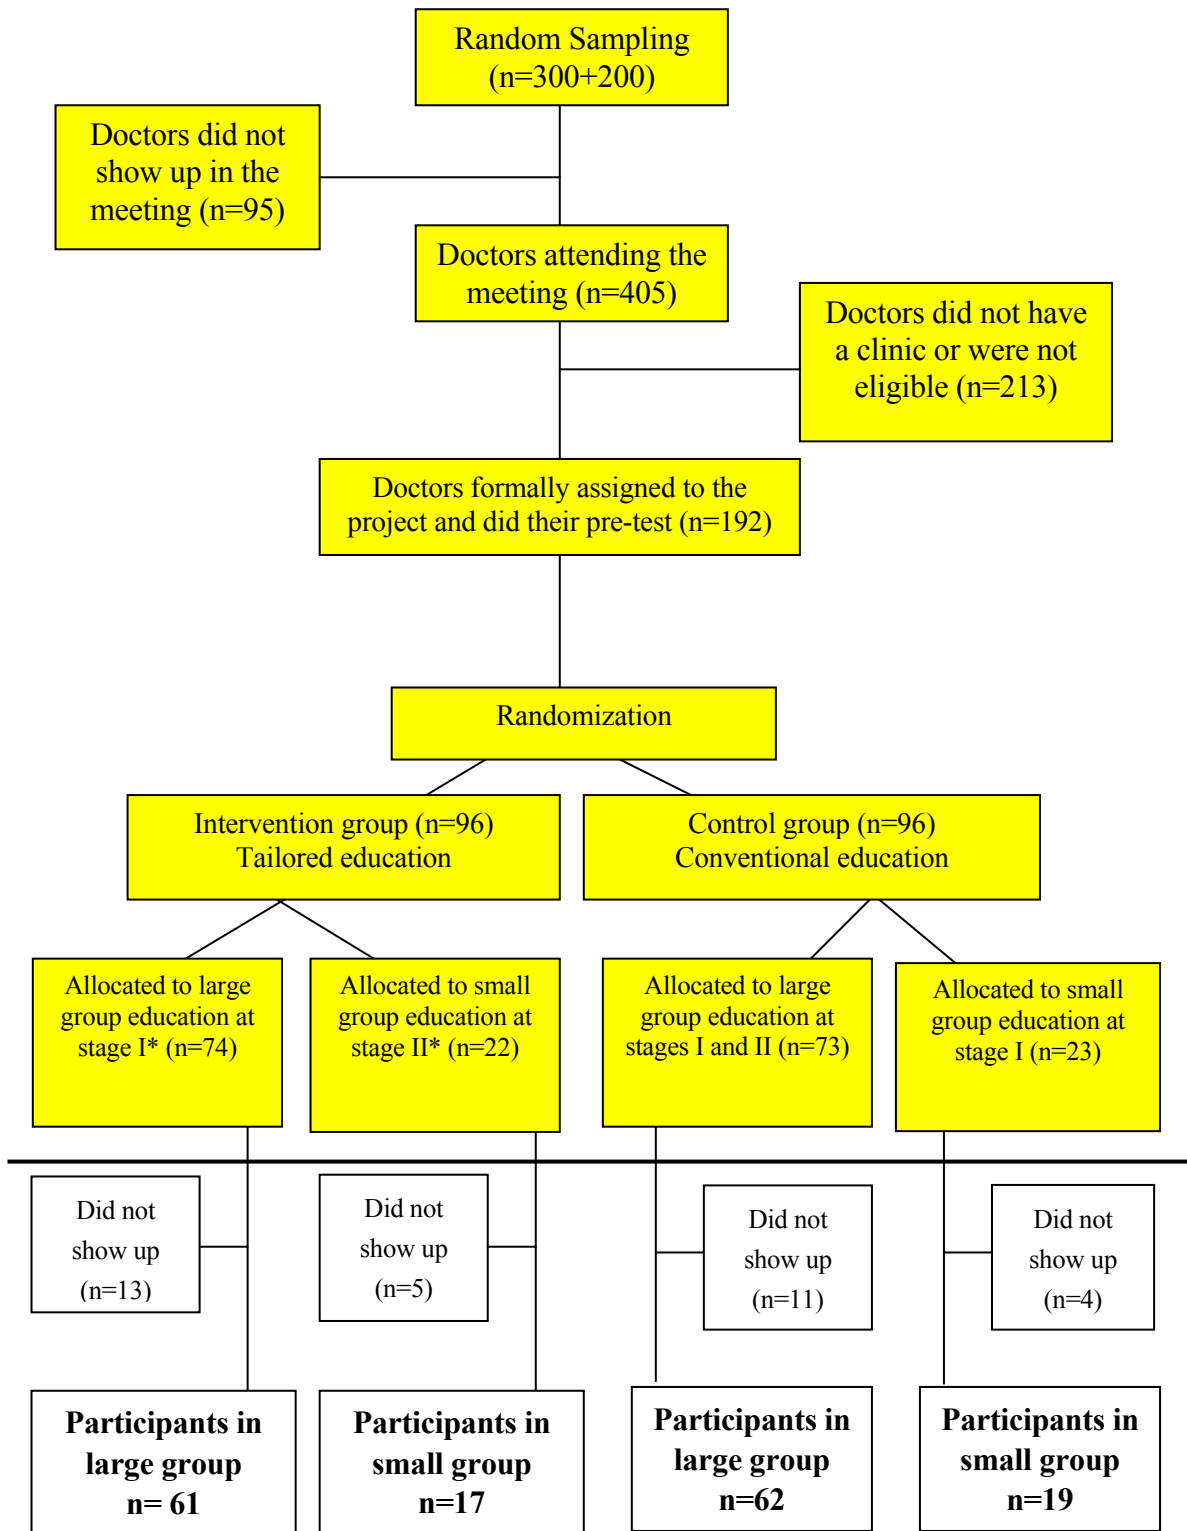 Random Sampling
(n=300+200)
Doctors did not
show up in the
meeting (n=95)
Doctors attending the
meeting (n=405)
Doctors did not have
a clinic or were not
eligible (n=213)
Doctors formally assigned to the
project and did their pre-test (n=192)
Randomization
Intervention group (n=96)
Tailored education
Control group (n=96)
Conventional education
Allocated to large
group education at
stage I* (n=74)
Allocated to small
group education at
stage II* (n=22)
Allocated to large
group education at
stages I and II (n=73)
Allocated to small
group education at
stage I (n=23)
Did not
show up
(n=13)
Did not
show up
(n=5)
Did not
show up
(n=11)
Did not
show up
(n=4)
Participants in
large group
n= 61
Participants in
small group
n=17
Participants in
large group
n=62
Participants in
small group
n=19